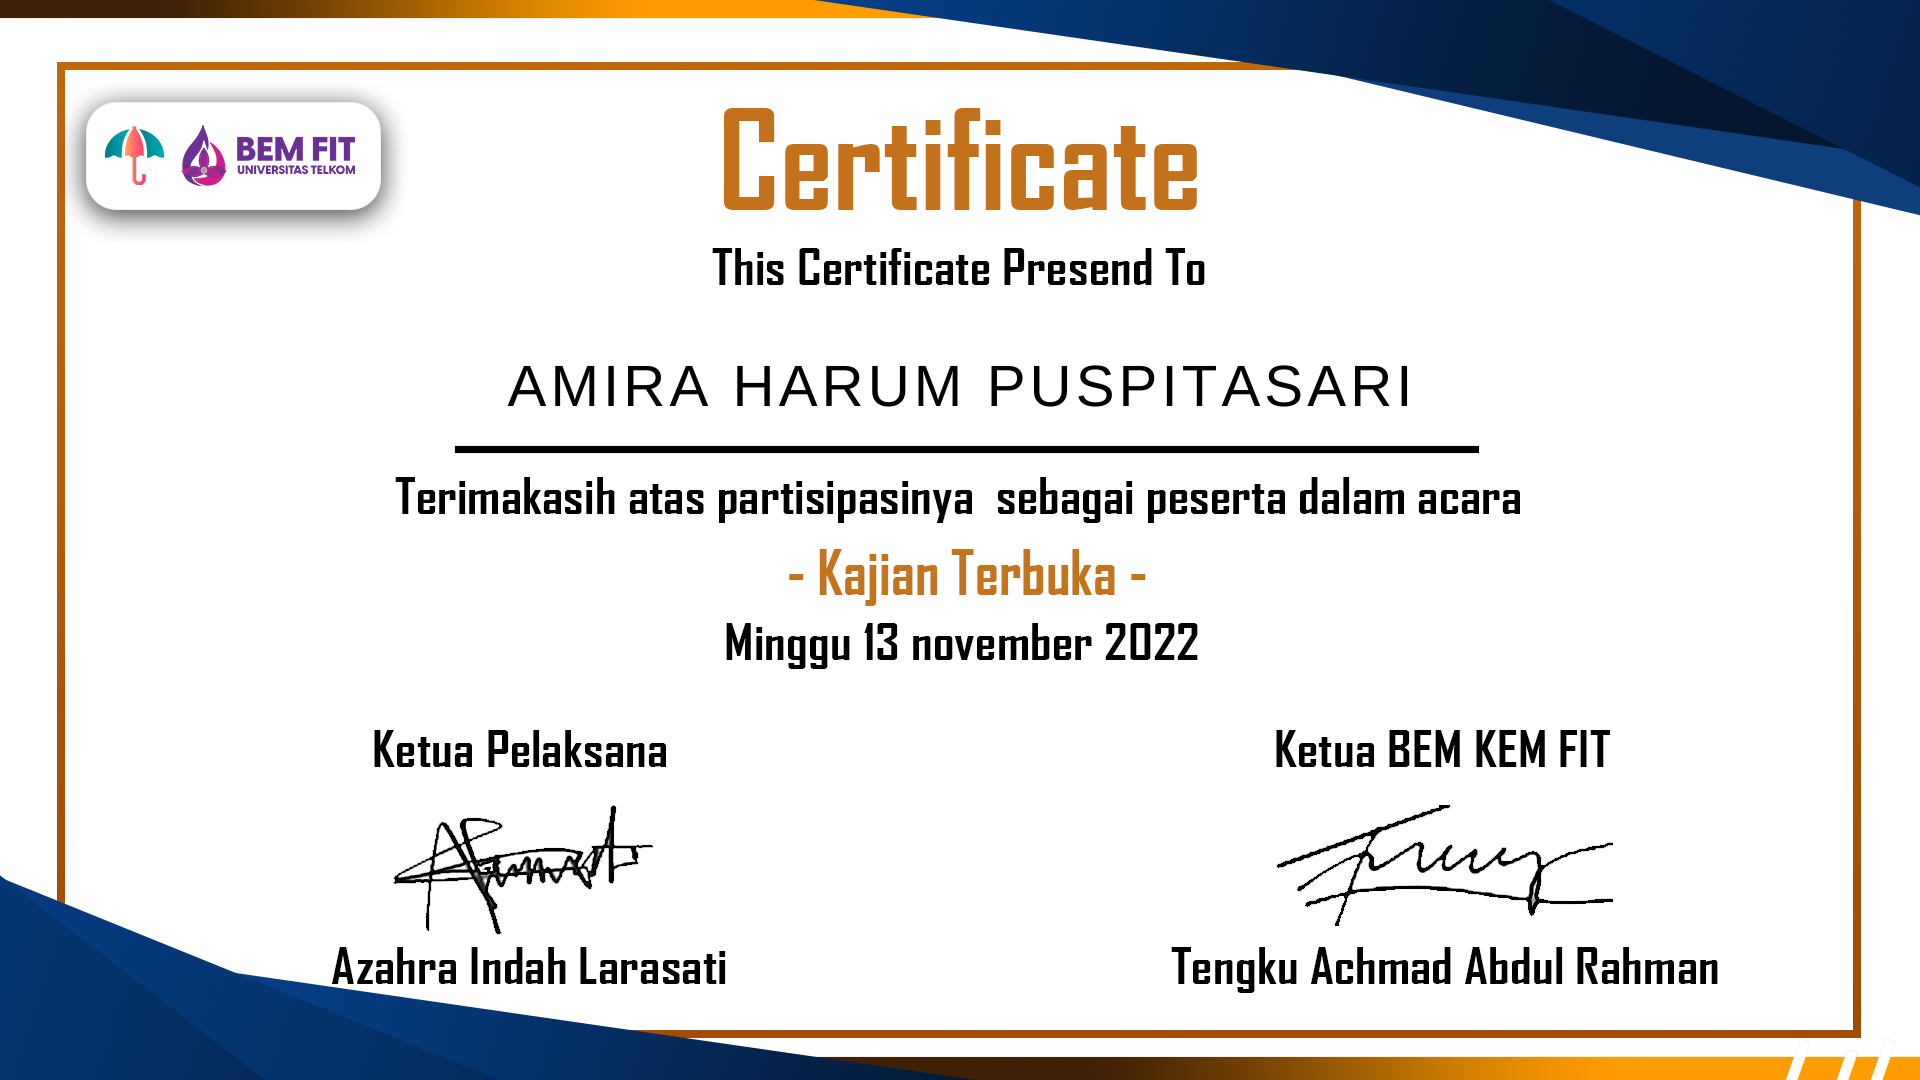 BEM FIT
UNIVERSITAS TELKOM
Certificate
This Certificate Presend To
AMIRA HARUM PUSPITASARI
Terimakasih atas partisipasinya  sebagai peserta dalam acara
- Kajian Terbuka -
Minggu 13 november 2022
Ketua Pelaksana
Ketua BEM KEM FIT
Azahra Indah Larasati
Tengku Achmad Abdul Rahman